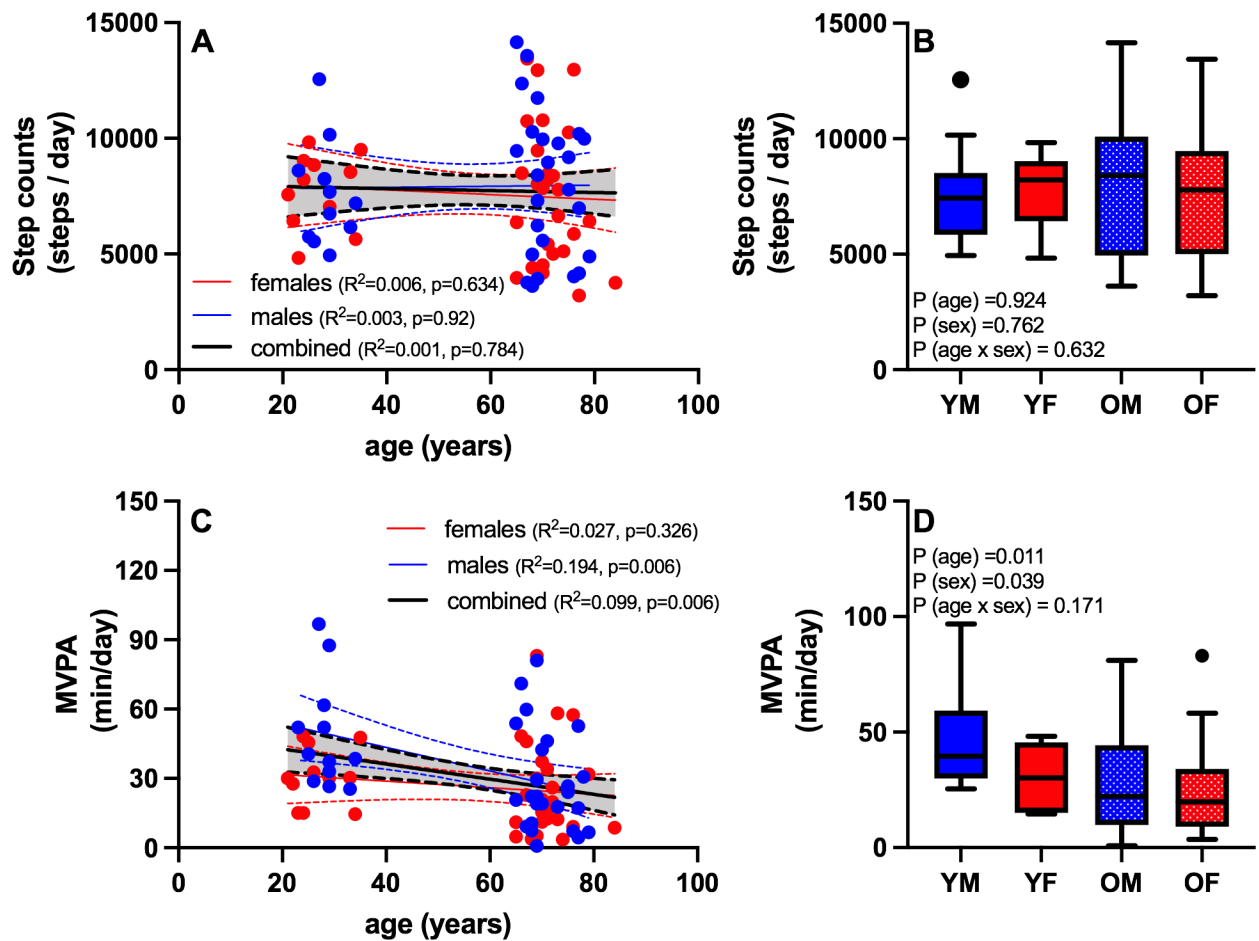 A
15000
10000
5000
0
Step counts
(steps / day)
females (R²=0.006, p=0.634)
males (R²=0.003, p=0.92)
combined (R²=0.001, p=0.784)
0 20 40 60 80 100
age (years)
B
15000
10000
5000
0
Step counts
(steps / day)
P (age) =0.924
P (sex) =0.762
P (age x sex) = 0.632
YM YF OM OF
C
150
120
90
60
30
0
MVPA
(min/day)
females (R²=0.027, p=0.326)
males (R²=0.194, p=0.006)
combined (R²=0.099, p=0.006)
0 20 40 60 80 100
age (years)
D
150
100
50
0
MVPA
(min/day)
P (age) =0.011
P (sex) =0.039
P (age x sex) = 0.171
YM YF OM OF